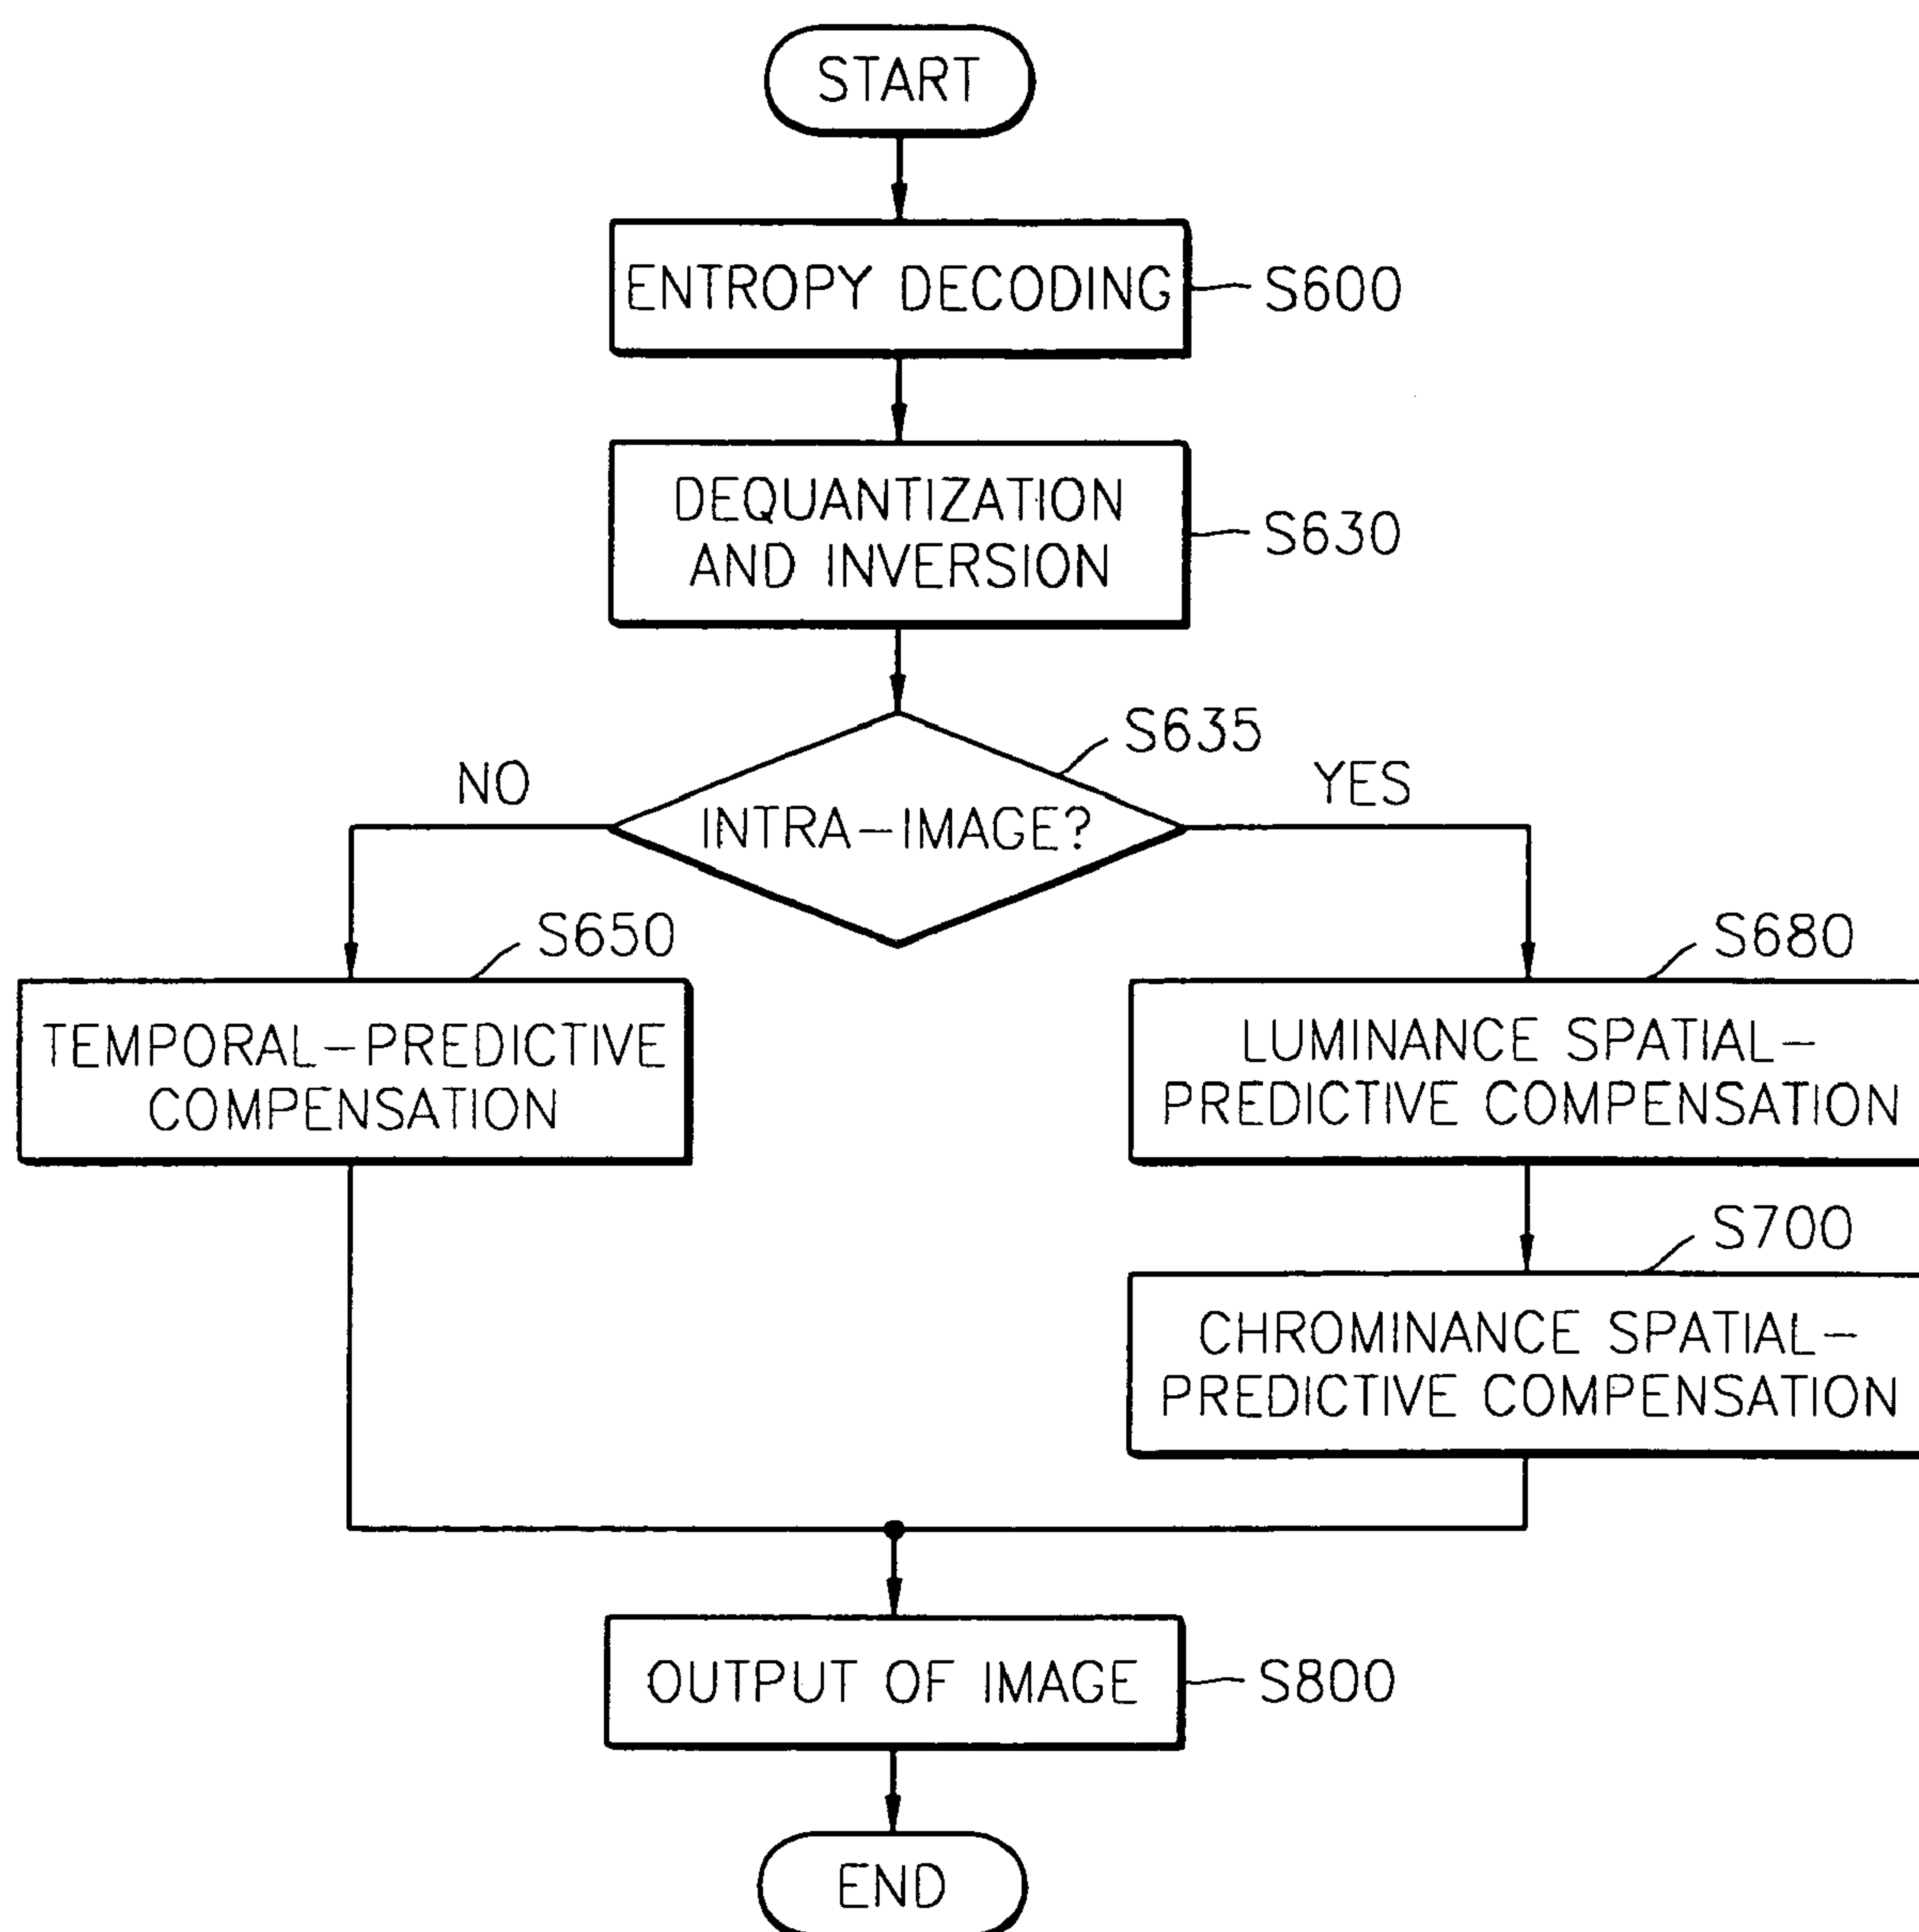 START
ENTROPY DECODING
S600
DEQUANTIZATION
AND INVERSION
S630
S635
INTRA-IMAGE?
NO
YES
S650
TEMPORAL-PREDICTIVE
COMPENSATION
S680
LUMINANCE SPATIAL-
PREDICTIVE COMPENSATION
S700
CHROMINANCE SPATIAL-
PREDICTIVE COMPENSATION
OUTPUT OF IMAGE
S800
END